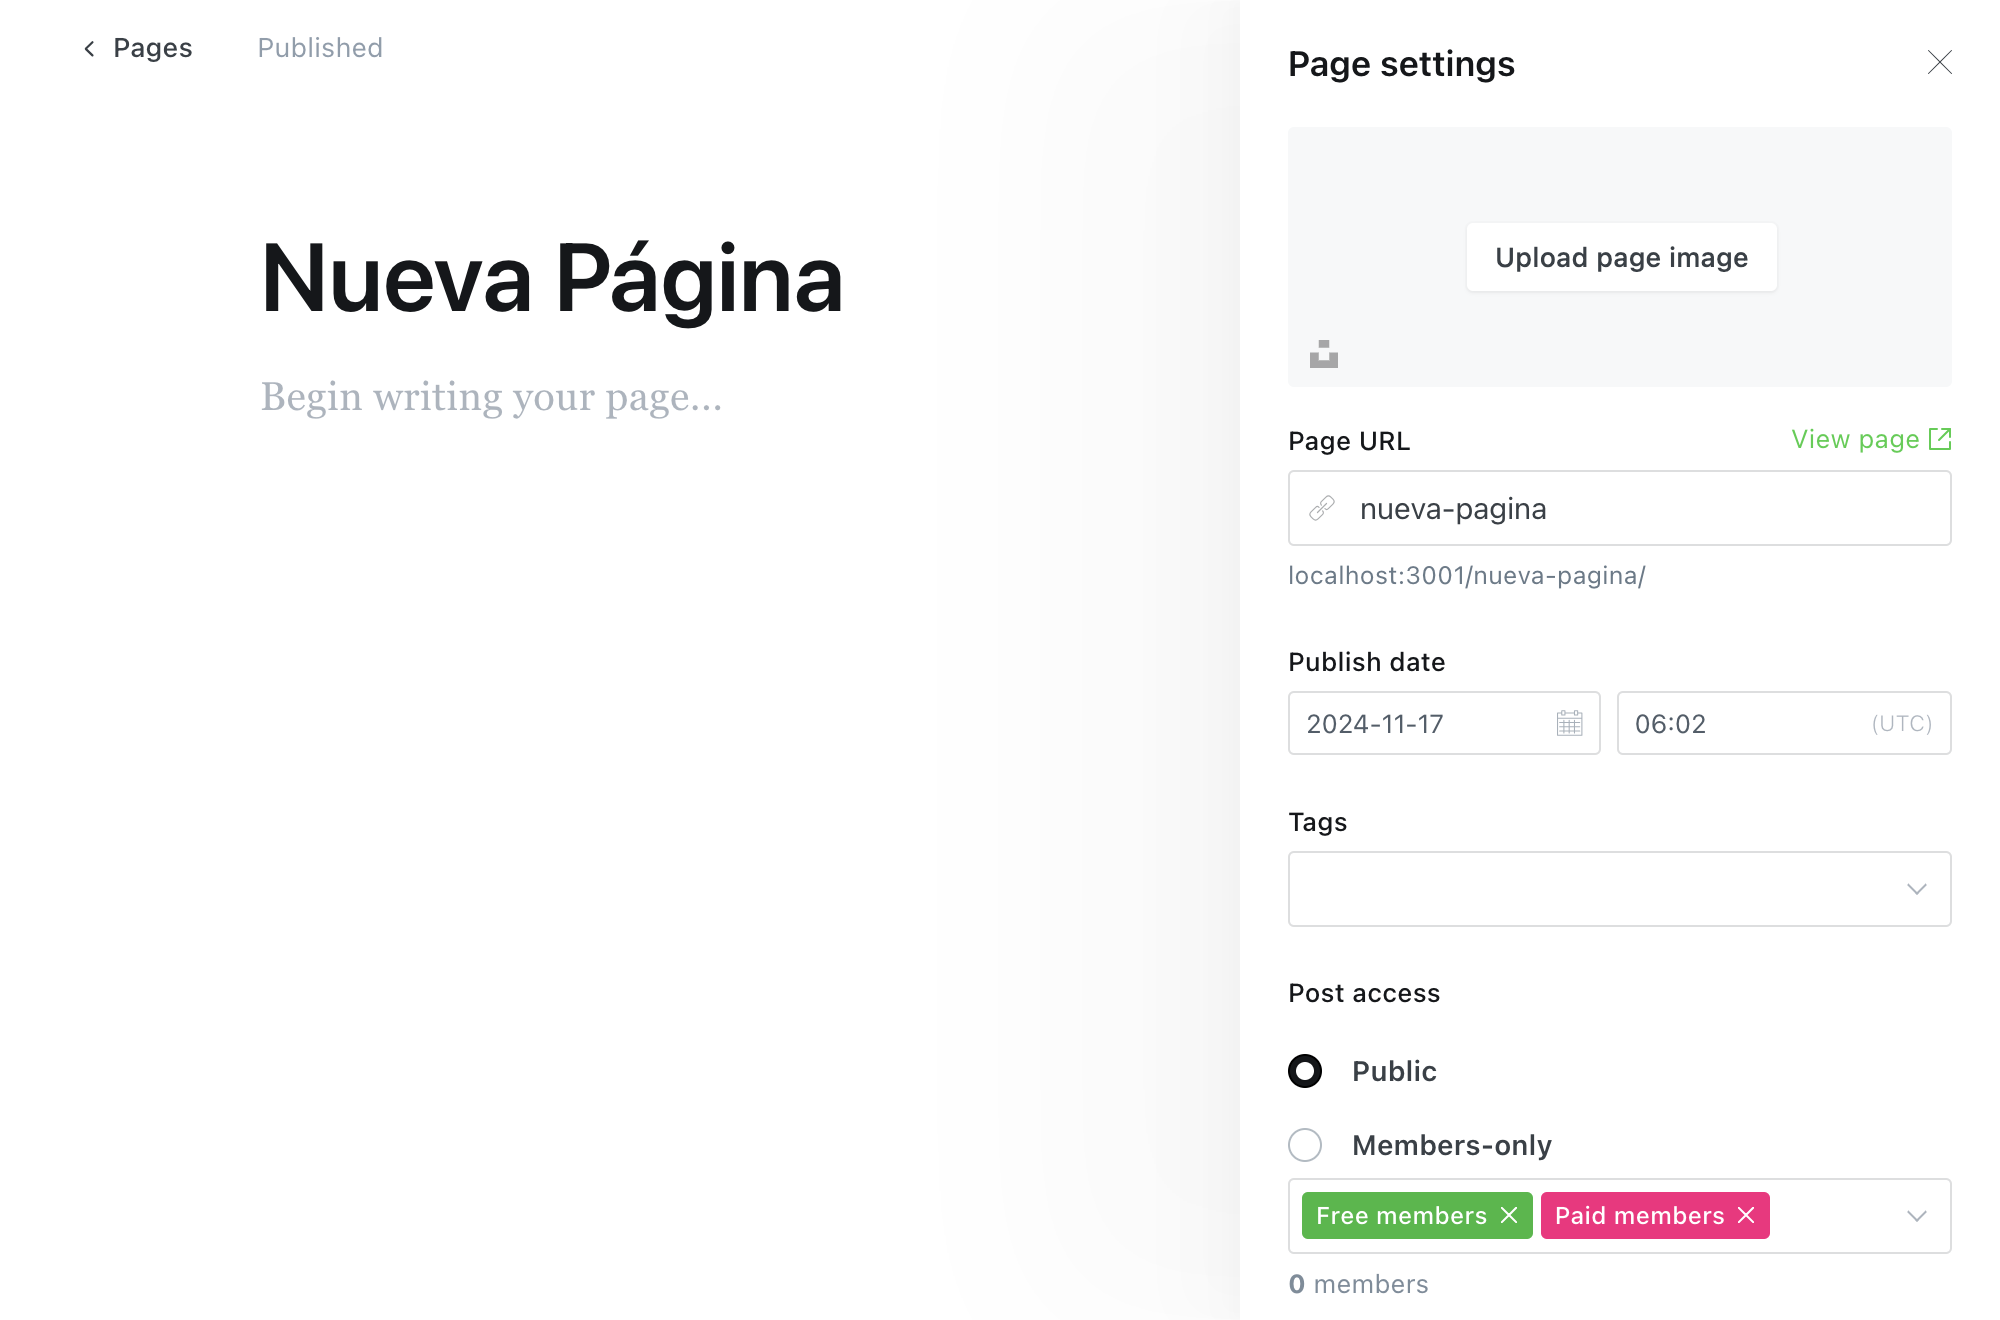 Pages
Published
Nueva Página
Begin writing your page...
Page settings
Upload page image
Page URL
View page
nueva-pagina
localhost:3001/nueva-pagina/
Publish date
2024-11-17
06:02
(UTC)
Tags
Post access
Public
Members-only
Free members
Paid members
0 members